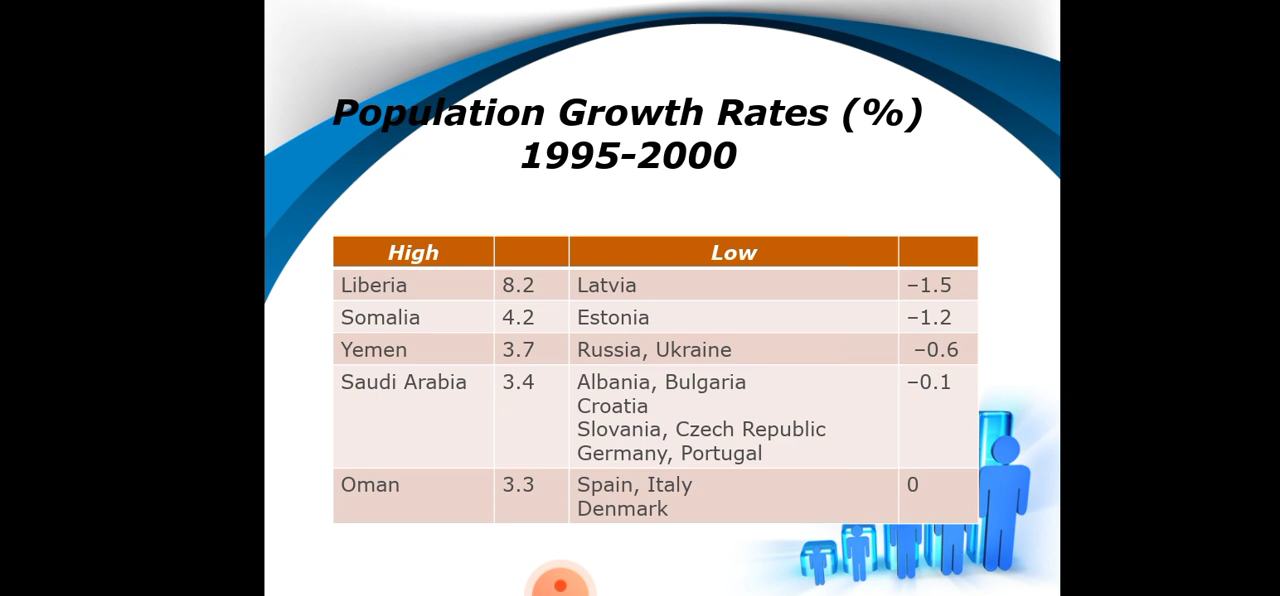 Population Growth Rates (%)
1995-2000
High Low
Liberia 8.2 Latvia −1.5
Somalia 4.2 Estonia −1.2
Yemen 3.7 Russia, Ukraine −0.6
Saudi Arabia 3.4 Albania, Bulgaria −0.1
Croatia
Slovania, Czech Republic
Germany, Portugal
Oman 3.3 Spain, Italy 0
Denmark